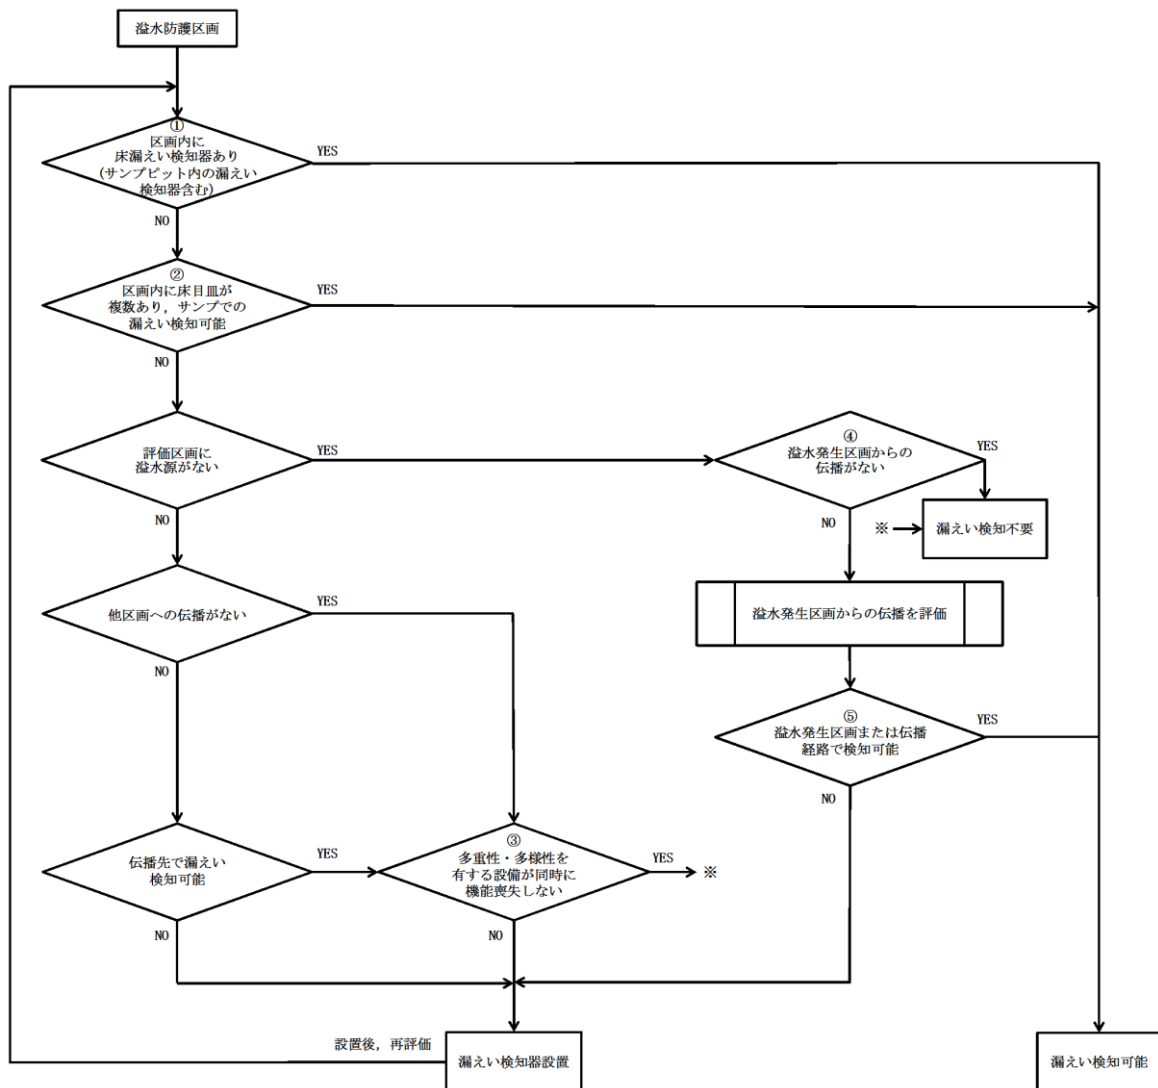 溢水防護区画
①
区画内に
床漏えい検知器あり
(サンプピット内の漏えい
検知器含む)
YES
NO
②
区画内に床目皿が
複数あり，サンプでの
漏えい検知可能
YES
NO
評価区画に
溢水源がない
YES
NO
④
溢水発生区画からの
伝播がない
YES
NO
※
漏えい検知不要
他区画への伝播がない
YES
NO
溢水発生区画からの伝播を評価
⑤
溢水発生区画または伝播
経路で検知可能
YES
NO
伝播先で漏えい
検知可能
YES
NO
③
多重性・多様性を
有する設備が同時に
機能喪失しない
YES
※
NO
設置後，再評価
漏えい検知器設置
漏えい検知可能